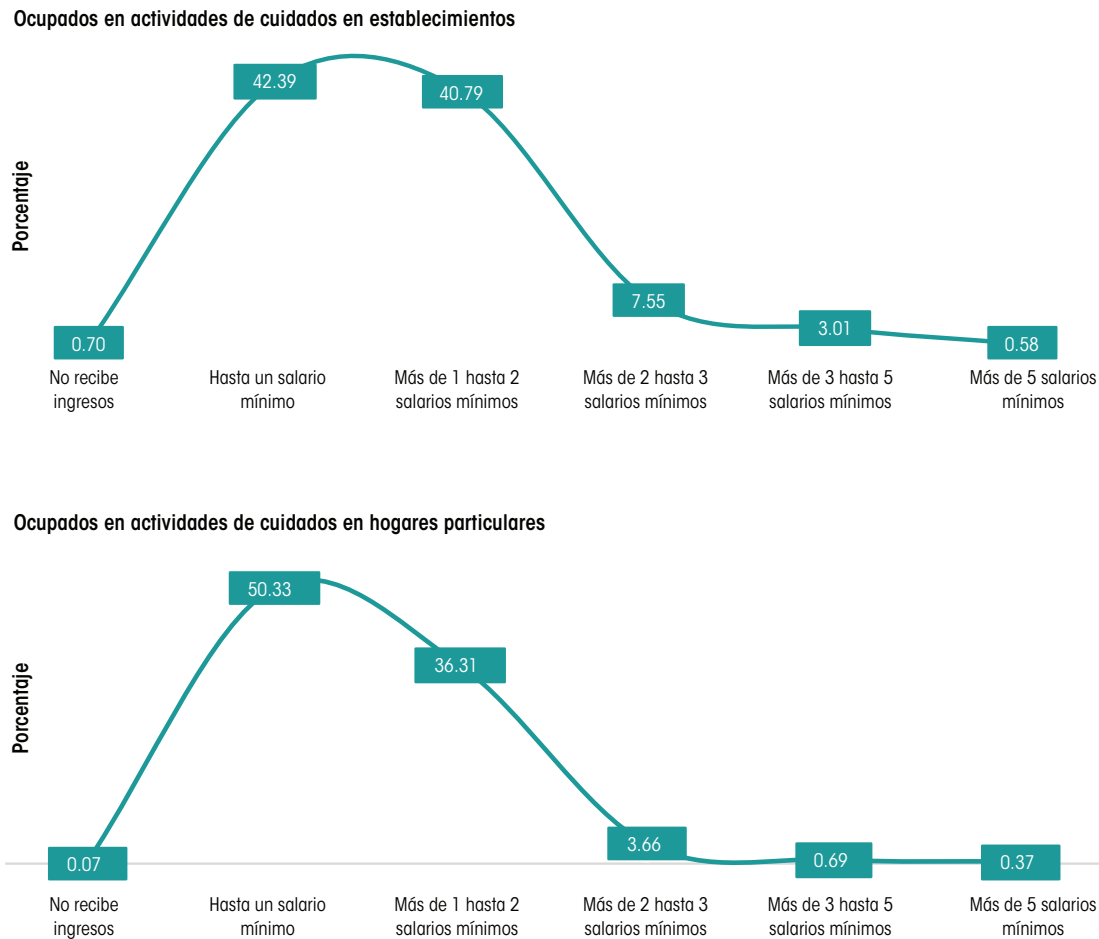 Ocupados en actividades de cuidados en establecimientos
Porcentaje
42.39
40.79
7.55
3.01
0.70
0.58
No recibe ingresos
Hasta un salario mínimo
Más de 1 hasta 2 salarios mínimos
Más de 2 hasta 3 salarios mínimos
Más de 3 hasta 5 salarios mínimos
Más de 5 salarios mínimos
Ocupados en actividades de cuidados en hogares particulares
Porcentaje
50.33
36.31
3.66
0.07
0.69
0.37
No recibe ingresos
Hasta un salario mínimo
Más de 1 hasta 2 salarios mínimos
Más de 2 hasta 3 salarios mínimos
Más de 3 hasta 5 salarios mínimos
Más de 5 salarios mínimos